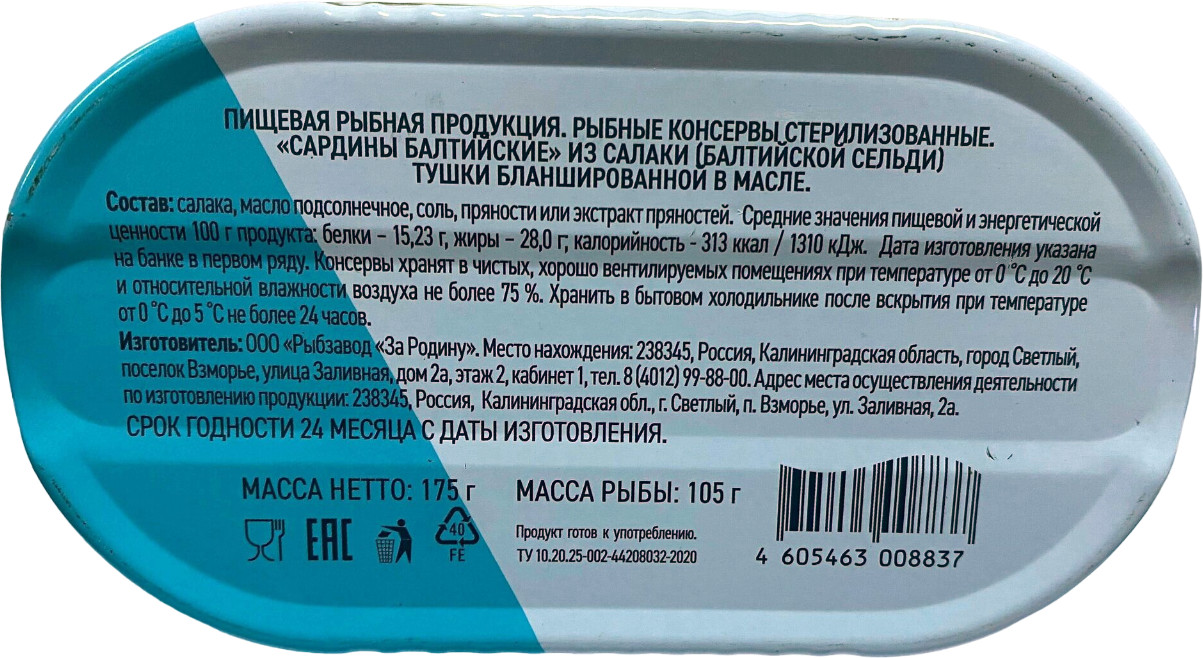 ПИЩЕВАЯ РЫБНАЯ ПРОДУКЦИЯ. РЫБНЫЕ КОНСЕРВЫ СТЕРИЛИЗОВАННЫЕ.
«САРДИНЫ БАЛТИЙСКИЕ» ИЗ САЛАКИ (БАЛТИЙСКОЙ СЕЛЬДИ)
ТУШКИ БЛАНШИРОВАННОЙ В МАСЛЕ.
Состав: салака, масло подсолнечное, соль, пряности или экстракт пряностей. Средние значения пищевой и энергетической
ценности 100 г продукта: белки – 15,23 г, жиры – 28,0 г; калорийность - 313 ккал / 1310 кДж. Дата изготовления указана
на банке в первом ряду. Консервы хранят в чистых, хорошо вентилируемых помещениях при температуре от 0 °С до 20 °С
и относительной влажности воздуха не более 75 %. Хранить в бытовом холодильнике после вскрытия при температуре
от 0 °С до 5 °С не более 24 часов.
Изготовитель: ООО «Рыбзавод «За Родину». Место нахождения: 238345, Россия, Калининградская область, город Светлый,
поселок Взморье, улица Заливная, дом 2а, этаж 2, кабинет 1, тел. 8 (4012) 99-88-00. Адрес места осуществления деятельности
по изготовлению продукции: 238345, Россия, Калининградская обл., г. Светлый, п. Взморье, ул. Заливная, 2а.
СРОК ГОДНОСТИ 24 МЕСЯЦА С ДАТЫ ИЗГОТОВЛЕНИЯ.
МАССА НЕТТО: 175 г МАССА РЫБЫ: 105 г
EAC 40 FE
Продукт готов к употреблению.
ТУ 10.20.25-002-44208032-2020
4 605463 008837